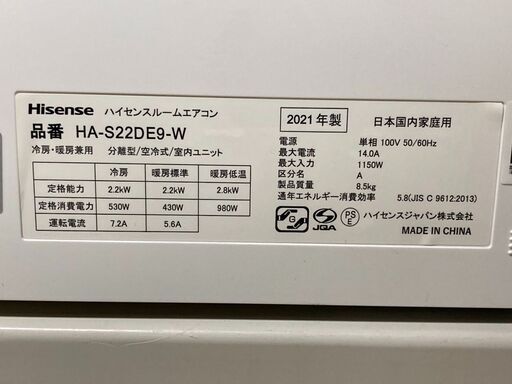 Hisense ハイセンスルームエアコン
品番 HA-S22DE9-W
冷房・暖房兼用 分離型/空冷式/室内ユニット
冷房 暖房標準 暖房低温
定格能力 2.2kW 2.2kW 2.8kW
定格消費電力 530W 430W 980W
運転電流 7.2A 5.6A
2021年製 日本国内家庭用
電源 単相 100V 50/60Hz
最大電流 14.0A
最大入力 1150W
区分名 A
製品質量 8.5kg
通年エネルギー消費効率 5.8(JIS C 9612:2013)
G JQA PS E ハイセンスジャパン株式会社
MADE IN CHINA